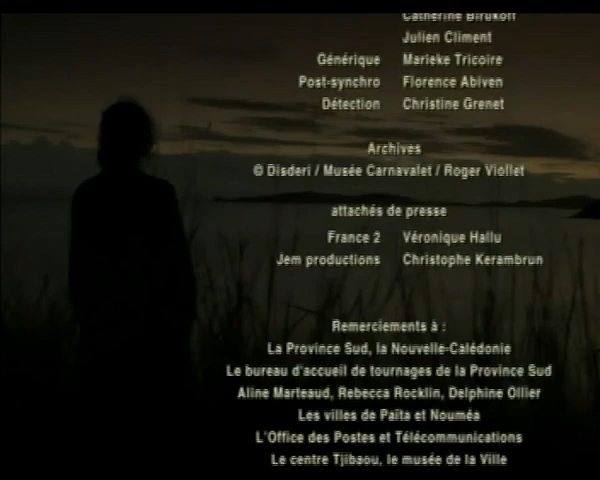 Catherine Birukoff
Julien Climent
Générique Marieke Tricoire
Post-synchro Florence Abiven
Détection Christine Grenet
Archives
© Disderi / Musée Carnavalet / Roger Viollet
attachés de presse
France 2 Véronique Hallu
Jem productions Christophe Kerambrun
Remerciements à :
La Province Sud, la Nouvelle-Calédonie
Le bureau d'accueil de tournages de la Province Sud
Aline Marteaud, Rebecca Rocklin, Delphine Ollier
Les villes de Païta et Nouméa
L'Office des Postes et Télécommunications
Le centre Tjibaou, le musée de la Ville